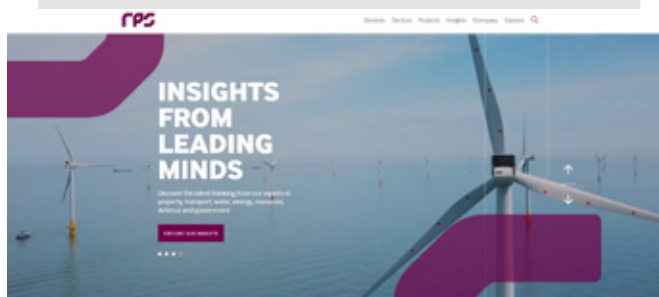 rps
Services Sectors Projects Insights Company Careers
INSIGHTS
FROM
LEADING
MINDS
Discover the latest thinking from our experts in
property, transport, water, energy, resources,
defence and government.
EXPLORE OUR INSIGHTS